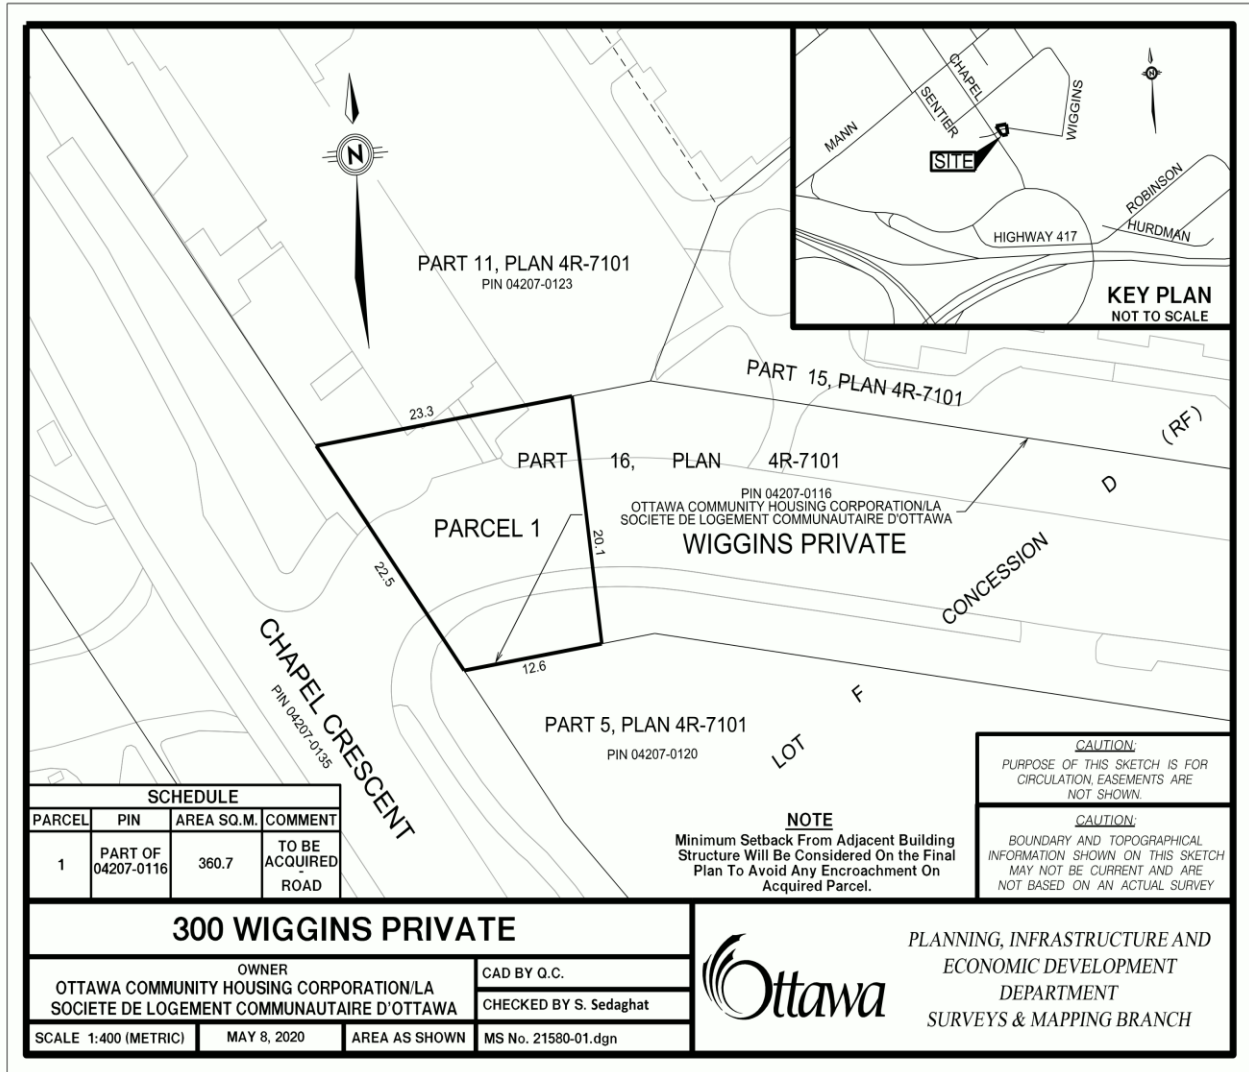 N
PART 11, PLAN 4R-7101
PIN 04207-0123
MANN
SENTIER
CHAPEL
WIGGINS
N
SITE
ROBINSON
HURDMAN
HIGHWAY 417
KEY PLAN
NOT TO SCALE
PART 15, PLAN 4R-7101
(RF)
23.3
PART 16, PLAN 4R-7101
PIN 04207-0116
OTTAWA COMMUNITY HOUSING CORPORATION/LA
SOCIETE DE LOGEMENT COMMUNAUTAIRE D'OTTAWA
WIGGINS PRIVATE
PARCEL 1
20.1
22.5
12.6
D
CONCESSION
F
LOT
CHAPEL CRESCENT
PIN 04207-0135
PART 5, PLAN 4R-7101
PIN 04207-0120
NOTE
Minimum Setback From Adjacent Building
Structure Will Be Considered On the Final
Plan To Avoid Any Encroachment On
Acquired Parcel.
CAUTION:
PURPOSE OF THIS SKETCH IS FOR
CIRCULATION, EASEMENTS ARE
NOT SHOWN.
CAUTION:
BOUNDARY AND TOPOGRAPHICAL
INFORMATION SHOWN ON THIS SKETCH
MAY NOT BE CURRENT AND ARE
NOT BASED ON AN ACTUAL SURVEY
SCHEDULE
PARCEL PIN AREA SQ.M. COMMENT
1 PART OF 04207-0116 360.7 TO BE ACQUIRED - ROAD
300 WIGGINS PRIVATE
OWNER
OTTAWA COMMUNITY HOUSING CORPORATION/LA
SOCIETE DE LOGEMENT COMMUNAUTAIRE D'OTTAWA
CAD BY Q.C.
CHECKED BY S. Sedaghat
SCALE 1:400 (METRIC) MAY 8, 2020 AREA AS SHOWN MS No. 21580-01.dgn
Ottawa
PLANNING, INFRASTRUCTURE AND
ECONOMIC DEVELOPMENT
DEPARTMENT
SURVEYS & MAPPING BRANCH